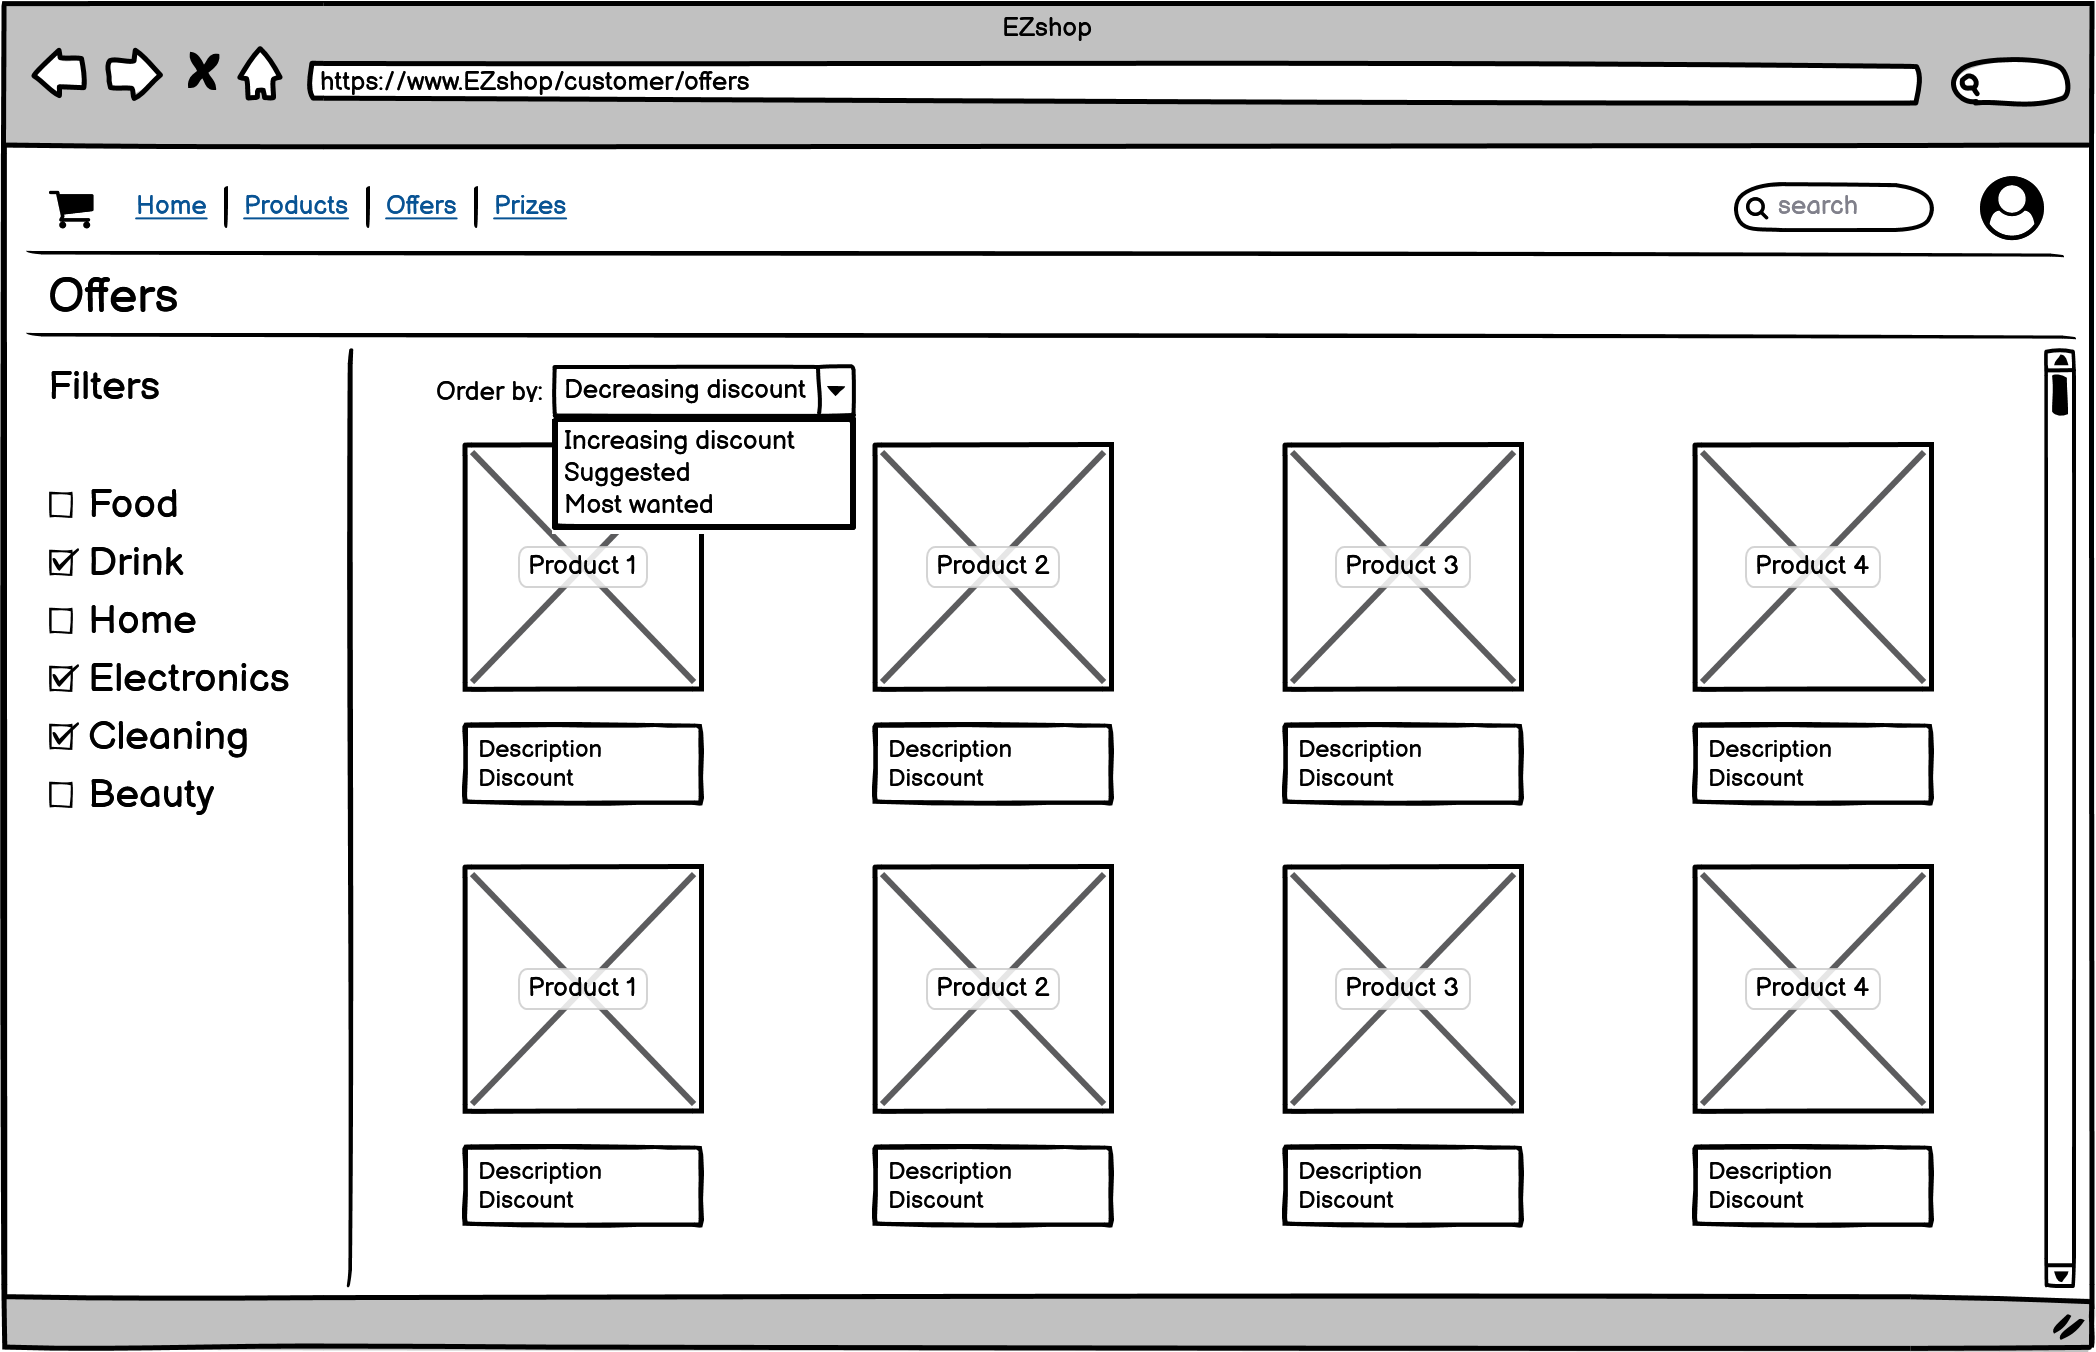 EZshop
https://www.EZshop/customer/offers
Home Products Offers Prizes search
Offers
Filters
Food
Drink
Home
Electronics
Cleaning
Beauty
Order by: Decreasing discount
Increasing discount
Suggested
Most wanted
Product 1 Product 2 Product 3 Product 4
Description Description Description Description
Discount Discount Discount Discount
Product 1 Product 2 Product 3 Product 4
Description Description Description Description
Discount Discount Discount Discount